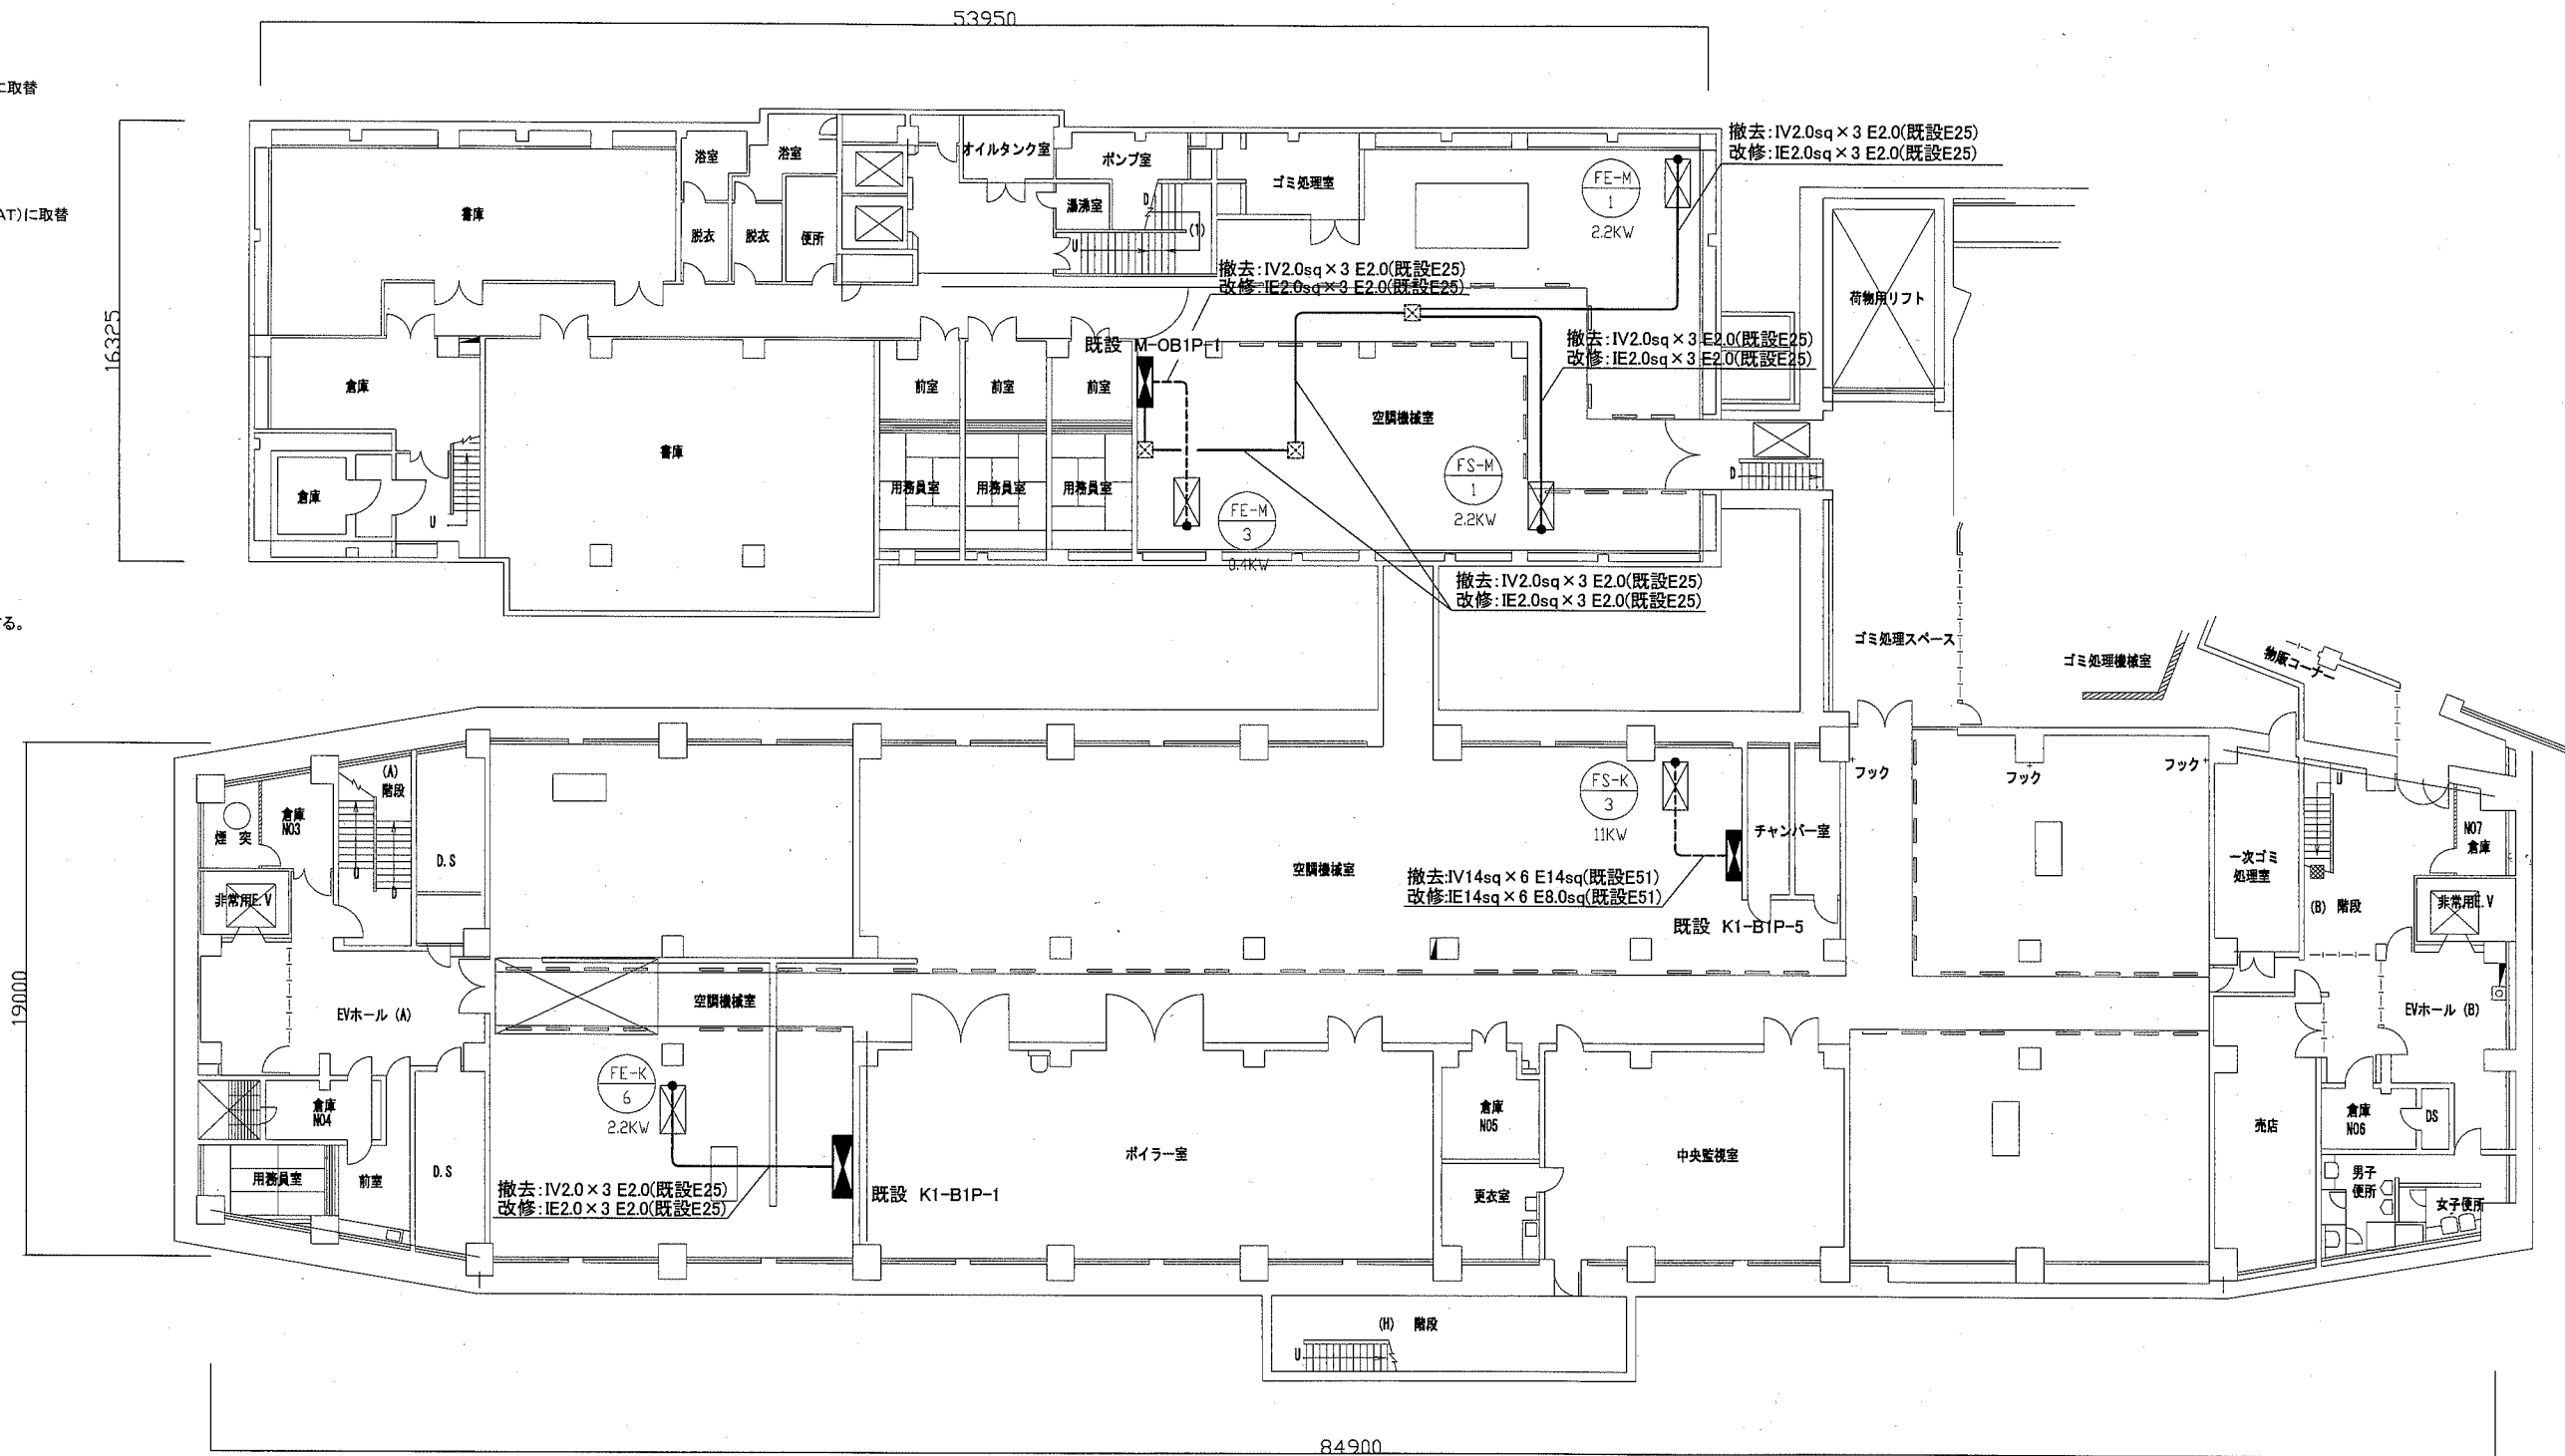 53950
に取替
AT)に取替
する。
16325
19000
84900
書庫
浴室
浴室
脱衣
脱衣
便所
オイルタンク室
ポンプ室
湯沸室
D
U
(1)
ゴミ処理室
FE-M
1
2.2KW
撤去:IV2.0sq×3 E2.0(既設E25)
改修:IE2.0sq×3 E2.0(既設E25)
撤去:IV2.0sq×3 E2.0(既設E25)
改修:IE2.0sq×3 E2.0(既設E25)
荷物用リフト
既設 M-OB1P-1
撤去:IV2.0sq×3 E2.0(既設E25)
改修:IE2.0sq×3 E2.0(既設E25)
倉庫
前室
前室
前室
空調機械室
書庫
倉庫
U
用務員室
用務員室
用務員室
FS-M
1
2.2KW
D
FE-M
3
0.4KW
撤去:IV2.0sq×3 E2.0(既設E25)
改修:IE2.0sq×3 E2.0(既設E25)
ゴミ処理スペース
ゴミ処理機械室
物販コーナー
(A)
階段
倉庫
NO3
煙 突
U
D
D.S
非常用E.V
FS-K
3
11KW
チャンバー室
フック
フック
フック
空調機械室
撤去:IV14sq×6 E14sq(既設E51)
改修:IE14sq×6 E8.0sq(既設E51)
既設 K1-B1P-5
一次ゴミ
処理室
U
NO7
倉庫
(B) 階段
非常用E.V
EVホール (A)
空調機械室
EVホール (B)
FE-K
6
2.2KW
倉庫
NO4
用務員室
前室
D.S
撤去:IV2.0×3 E2.0(既設E25)
改修:IE2.0×3 E2.0(既設E25)
既設 K1-B1P-1
ボイラー室
倉庫
NO5
更衣室
中央監視室
売店
倉庫
NO6
DS
男子
便所
女子便所
(H) 階段
U